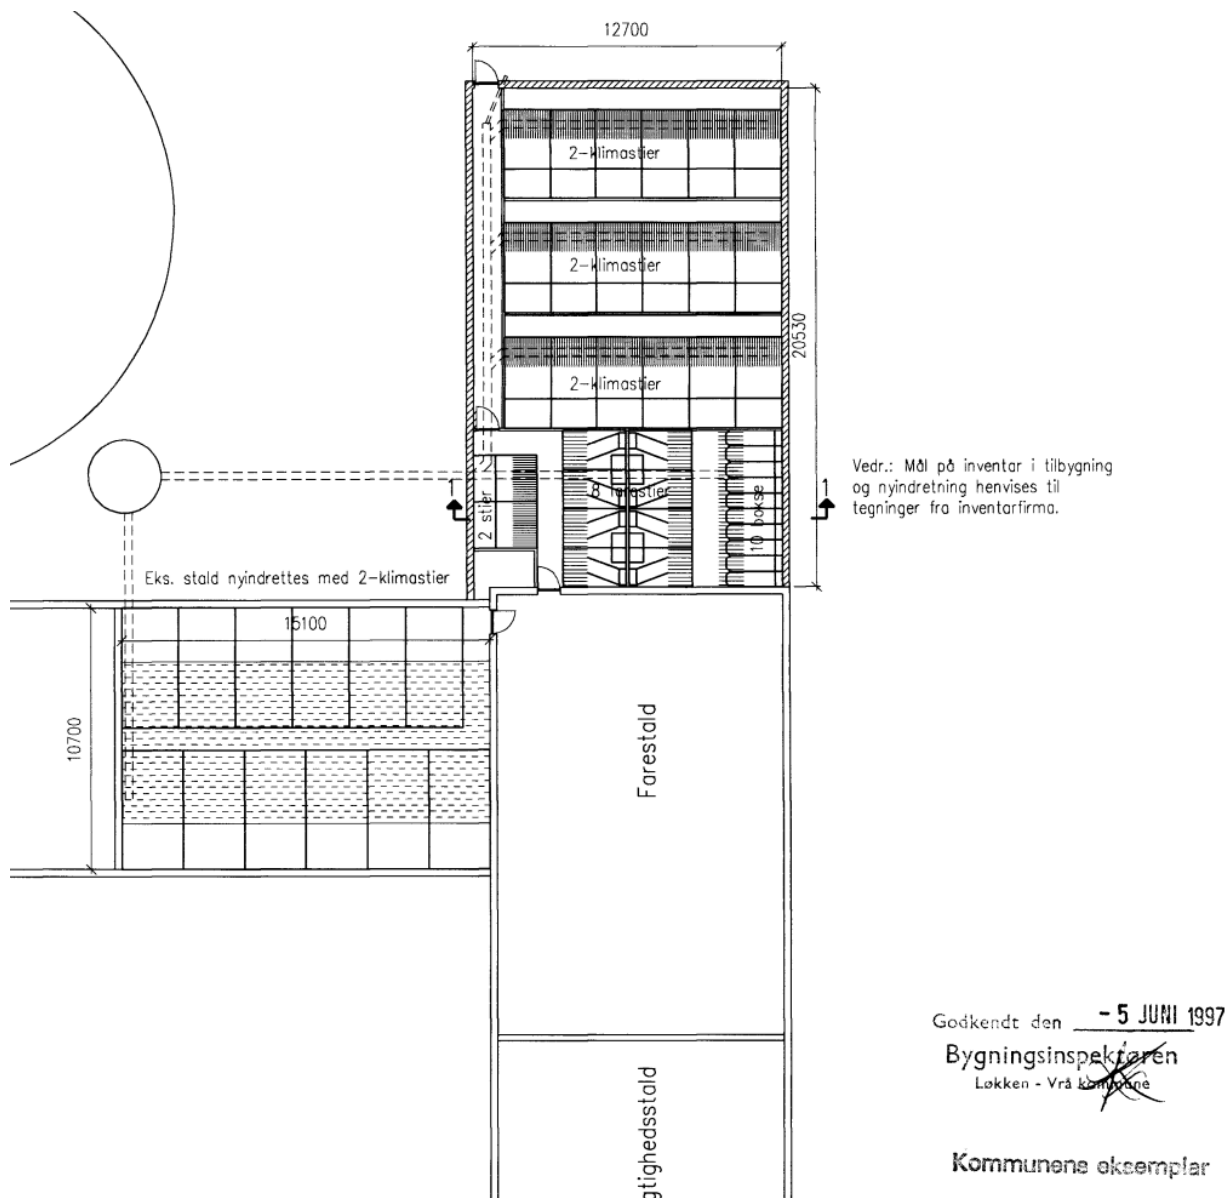 12700
2-klimastier
2-klimastier
20530
2-klimastier
2 stier
8 farestier
10 bokse
1
1
Vedr.: Mål på inventar i tilbygning
og nyindretning henvises til
tegninger fra inventarfirma.
Eks. stald nyindrettes med 2-klimastier
15100
10700
Farestald
gtighedsstald
Godkendt den - 5 JUNI 1997
Bygningsinspektøren
Løkken - Vrå kommune
Kommunens eksemplar